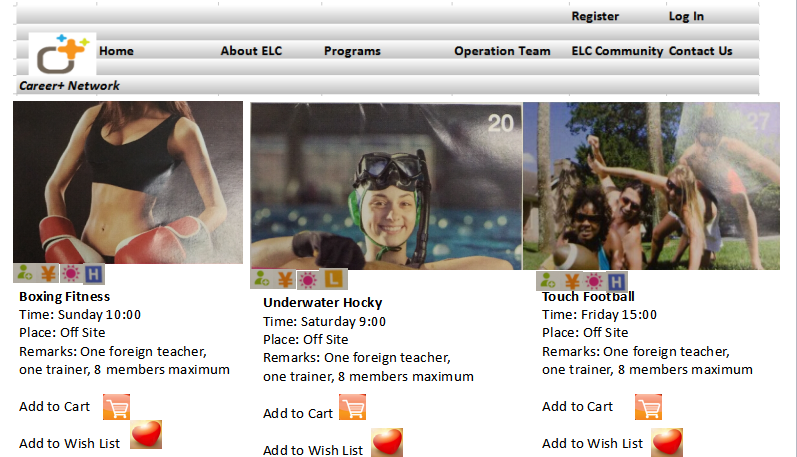 Register Log In
Home About ELC Programs Operation Team ELC Community Contact Us
Career+ Network
20
27
H
L
H
Boxing Fitness
Time: Sunday 10:00
Place: Off Site
Remarks: One foreign teacher,
one trainer, 8 members maximum
Add to Cart
Add to Wish List
Underwater Hocky
Time: Saturday 9:00
Place: Off Site
Remarks: One foreign teacher,
one trainer, 8 members maximum
Add to Cart
Add to Wish List
Touch Football
Time: Friday 15:00
Place: Off Site
Remarks: One foreign teacher,
one trainer, 8 members maximum
Add to Cart
Add to Wish List